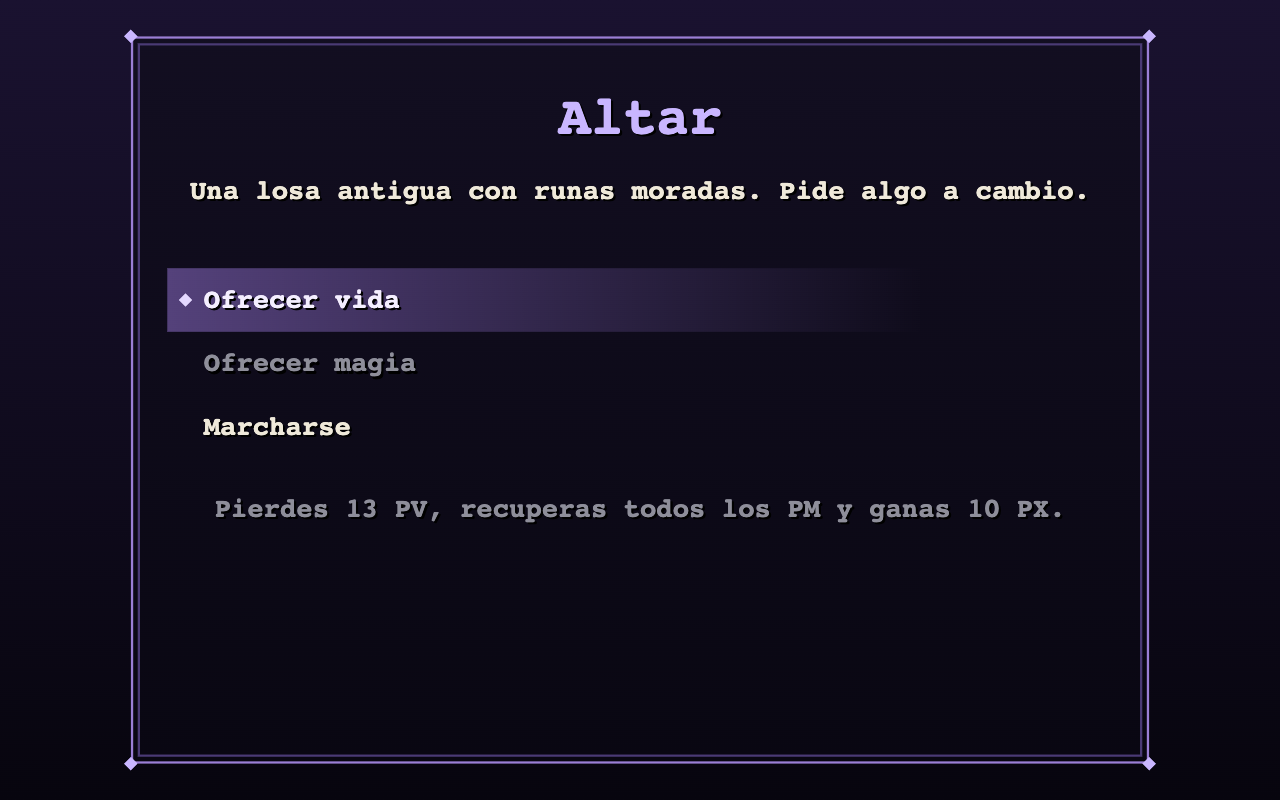 Altar
Una losa antigua con runas moradas. Pide algo a cambio.
Ofrecer vida
Ofrecer magia
Marcharse
Pierdes 13 PV, recuperas todos los PM y ganas 10 PX.